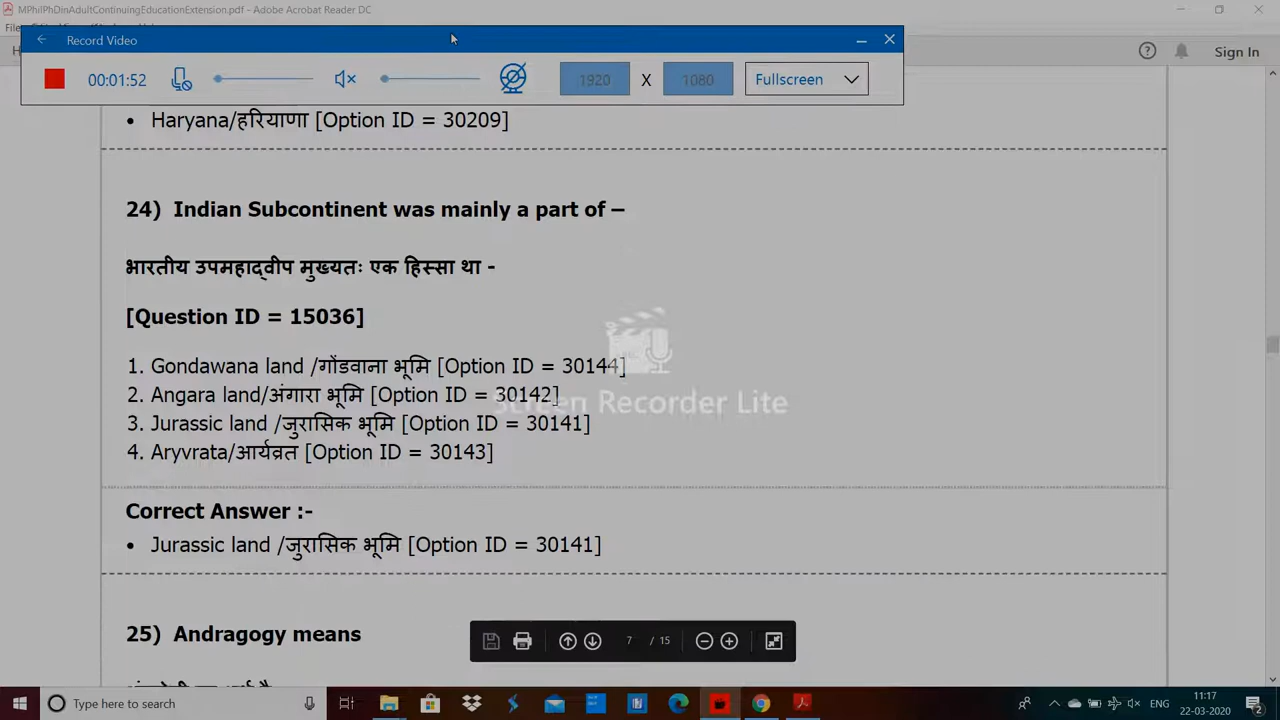 MPhilPhDinAdultContinuingEducationExtension.pdf - Adobe Acrobat Reader DC
Record Video
Sign In
00:01:52
1920 X 1080 Fullscreen
• Haryana/हरियाणा [Option ID = 30209]
24) Indian Subcontinent was mainly a part of –
भारतीय उपमहाद्वीप मुख्यतः एक हिस्सा था -
[Question ID = 15036]
1. Gondawana land /गोंडवाना भूमि [Option ID = 30144]
2. Angara land/अंगारा भूमि [Option ID = 30142]
Screen Recorder Lite
3. Jurassic land /जुरासिक भूमि [Option ID = 30141]
4. Aryvrata/आर्यव्रत [Option ID = 30143]
Correct Answer :-
• Jurassic land /जुरासिक भूमि [Option ID = 30141]
25) Andragogy means
7 / 15
Type here to search
ENG
11:17
22-03-2020
2